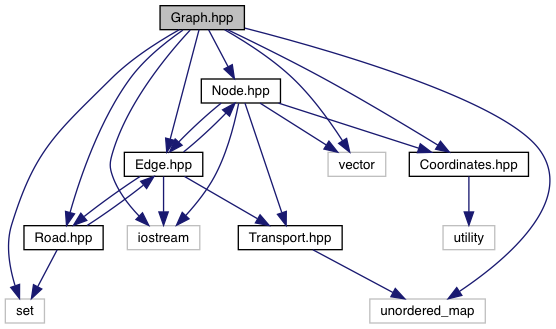 Graph.hpp
Node.hpp
Edge.hpp
vector
Coordinates.hpp
Road.hpp
iostream
Transport.hpp
utility
set
unordered_map